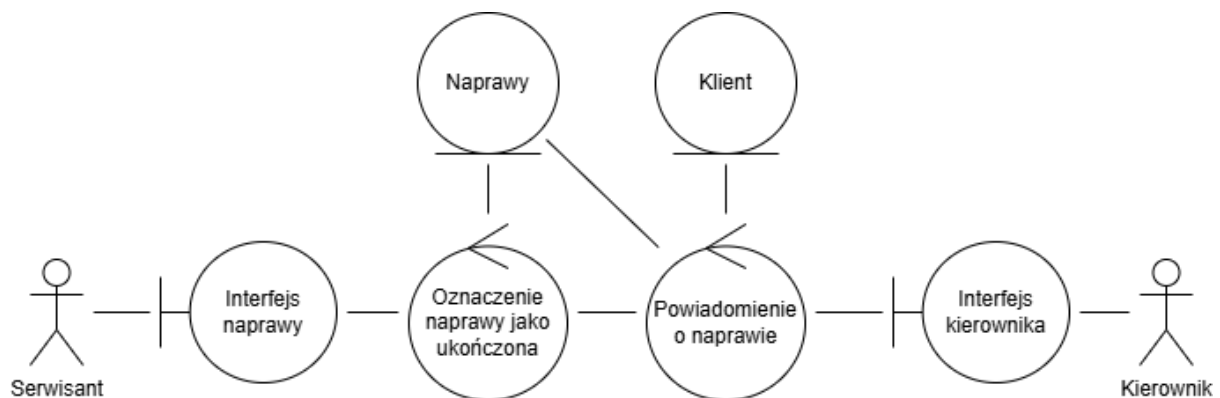 Naprawy
Klient
Interfejs
naprawy
Oznaczenie
naprawy jako
ukończona
Powiadomienie
o naprawie
Interfejs
kierownika
Serwisant
Kierownik